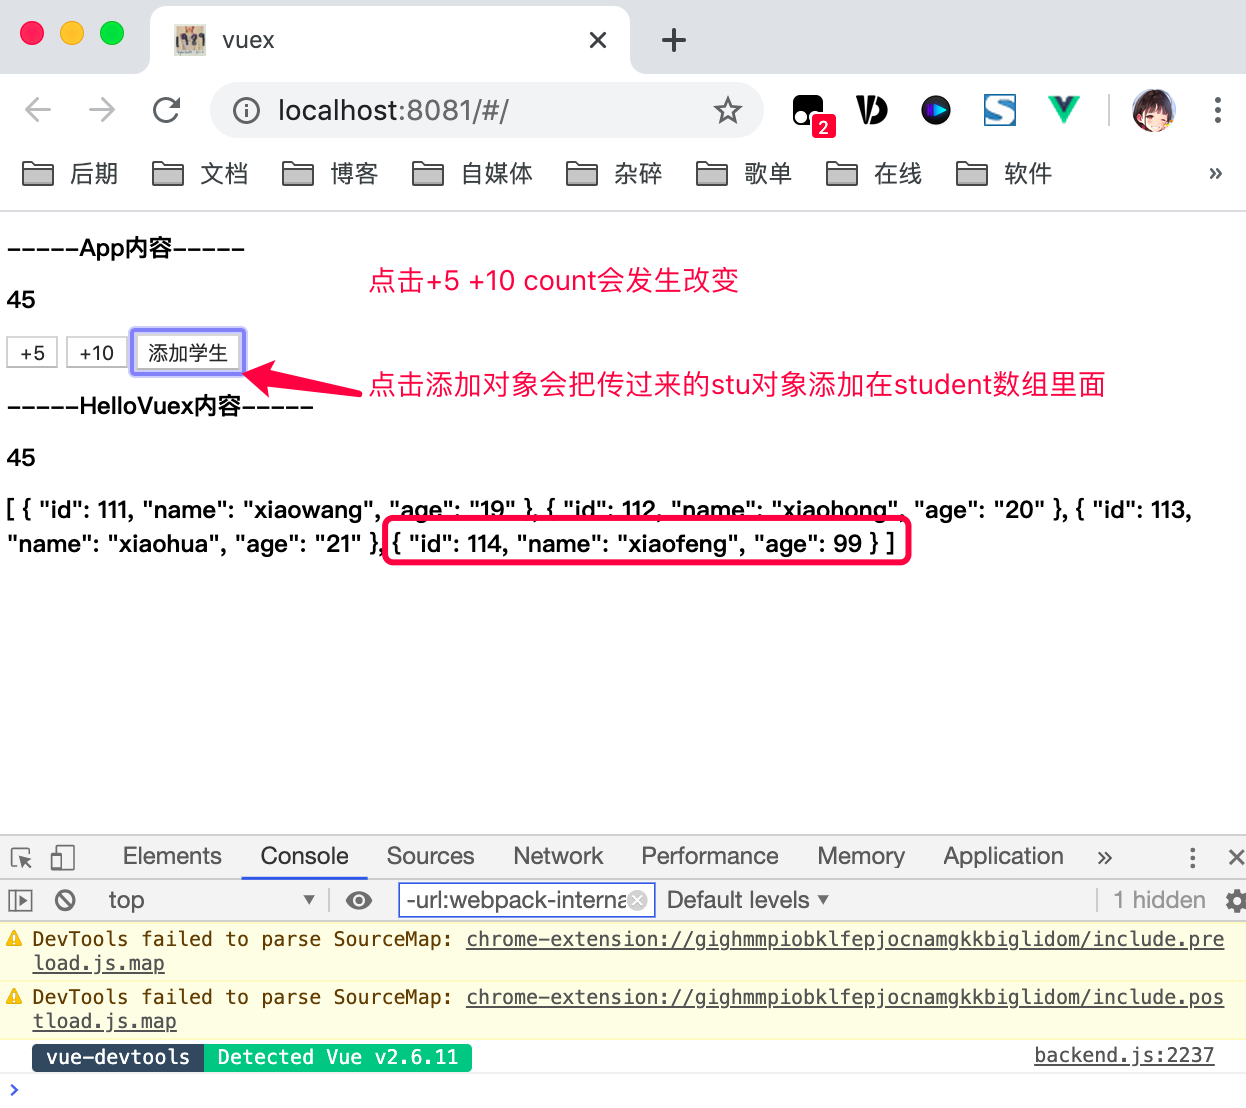 vuex
localhost:8081/#/
2
后期 文档 博客 自媒体 杂碎 歌单 在线 软件 »
-----App内容-----
点击+5 +10 count会发生改变
45
+5 +10 添加学生
点击添加对象会把传过来的stu对象添加在student数组里面
-----HelloVuex内容-----
45
[ { "id": 111, "name": "xiaowang", "age": "19" }, { "id": 112, "name": "xiaohong", "age": "20" }, { "id": 113,
"name": "xiaohua", "age": "21" }, { "id": 114, "name": "xiaofeng", "age": 99 } ]
Elements Console Sources Network Performance Memory Application »
top -url:webpack-interna Default levels 1 hidden
DevTools failed to parse SourceMap: chrome-extension://gighmmpiobklfepjocnamgkkbiglidom/include.pre
load.js.map
DevTools failed to parse SourceMap: chrome-extension://gighmmpiobklfepjocnamgkkbiglidom/include.pos
tload.js.map
vue-devtools Detected Vue v2.6.11 backend.js:2237